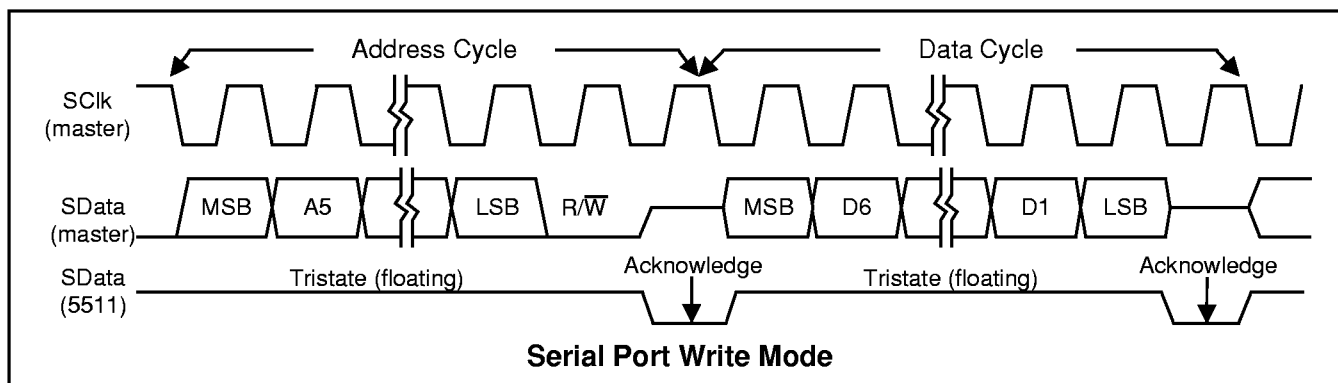 Address Cycle Data Cycle
SClk
(master)
SData
(master)
MSB A5 LSB R/W̅ MSB D6 D1 LSB
SData
(5511)
Tristate (floating) Acknowledge Tristate (floating) Acknowledge
Serial Port Write Mode